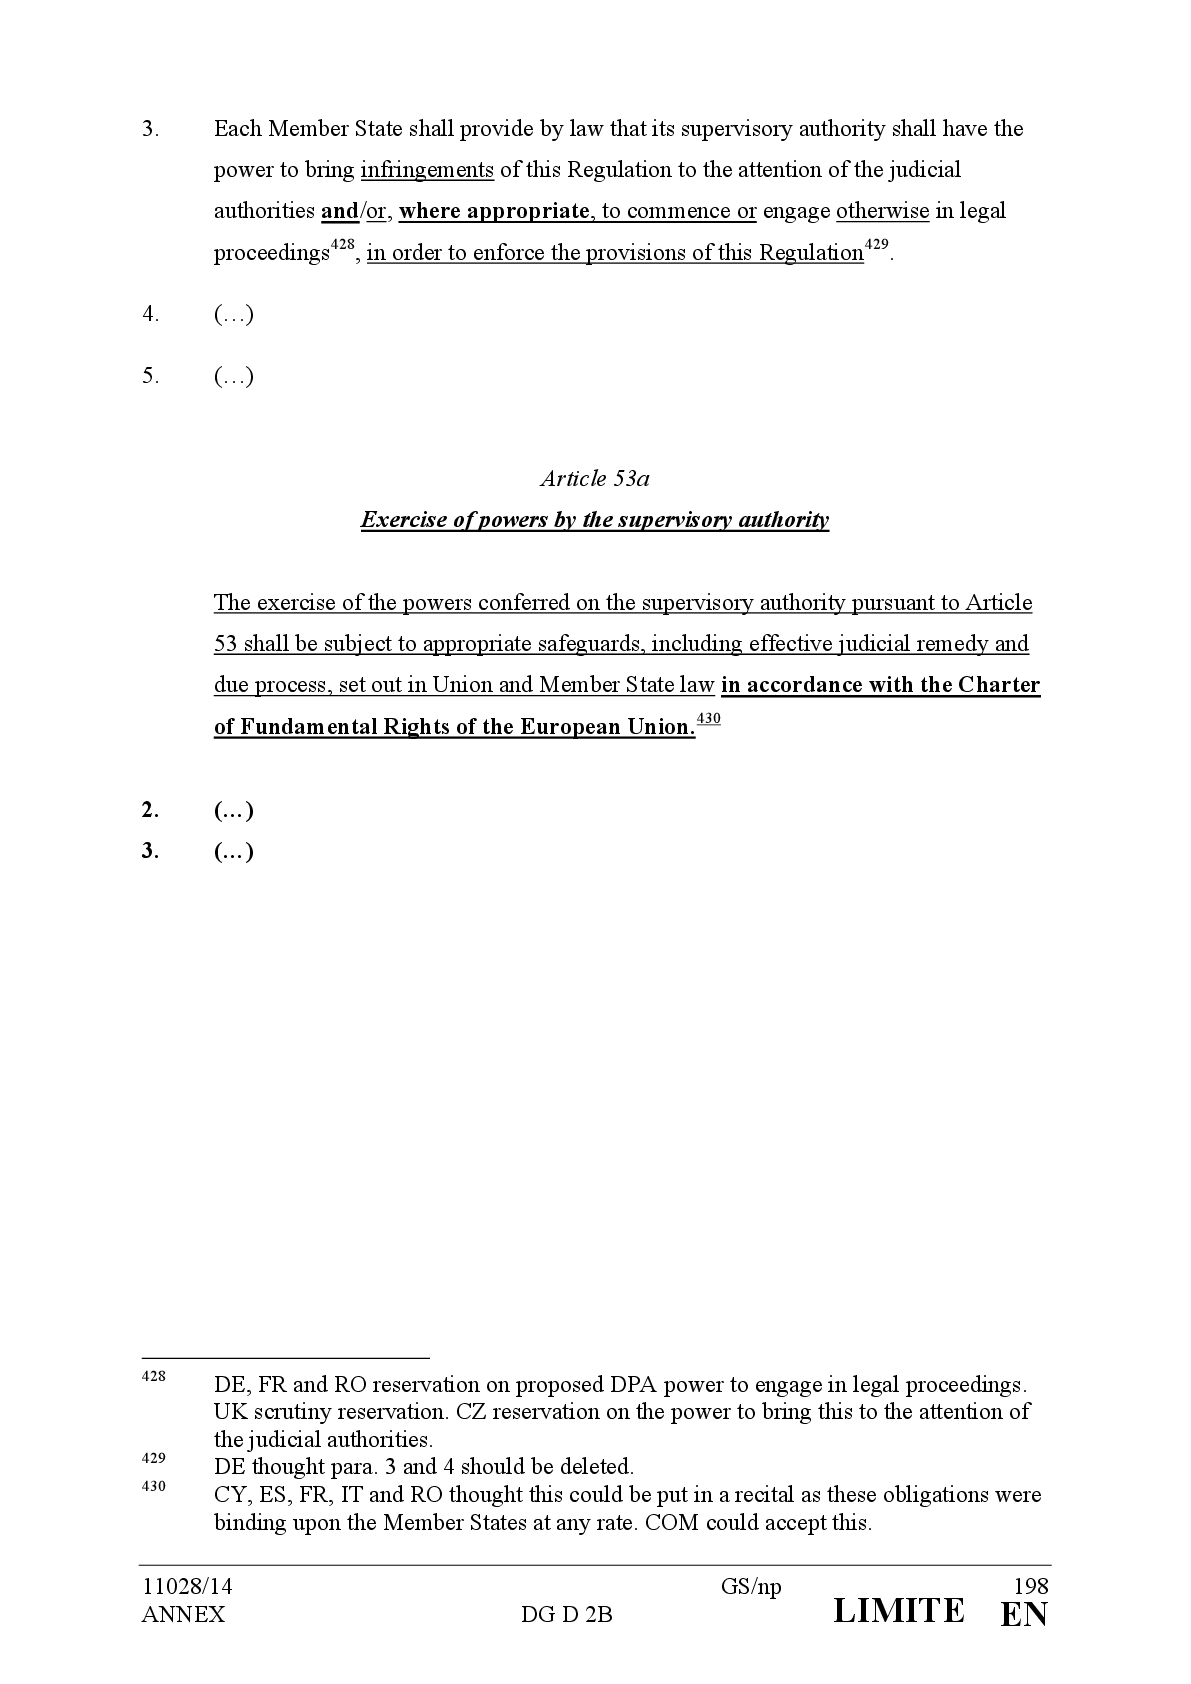 3. Each Member State shall provide by law that its supervisory authority shall have the
power to bring infringements of this Regulation to the attention of the judicial
authorities and/or, where appropriate, to commence or engage otherwise in legal
proceedings428, in order to enforce the provisions of this Regulation429.
4. (…)
5. (…)
Article 53a
Exercise of powers by the supervisory authority
The exercise of the powers conferred on the supervisory authority pursuant to Article
53 shall be subject to appropriate safeguards, including effective judicial remedy and
due process, set out in Union and Member State law in accordance with the Charter
of Fundamental Rights of the European Union.430
2. (…)
3. (…)
428 DE, FR and RO reservation on proposed DPA power to engage in legal proceedings.
UK scrutiny reservation. CZ reservation on the power to bring this to the attention of
the judicial authorities.
429 DE thought para. 3 and 4 should be deleted.
430 CY, ES, FR, IT and RO thought this could be put in a recital as these obligations were
binding upon the Member States at any rate. COM could accept this.
11028/14 GS/np 198
ANNEX DG D 2B LIMITE EN